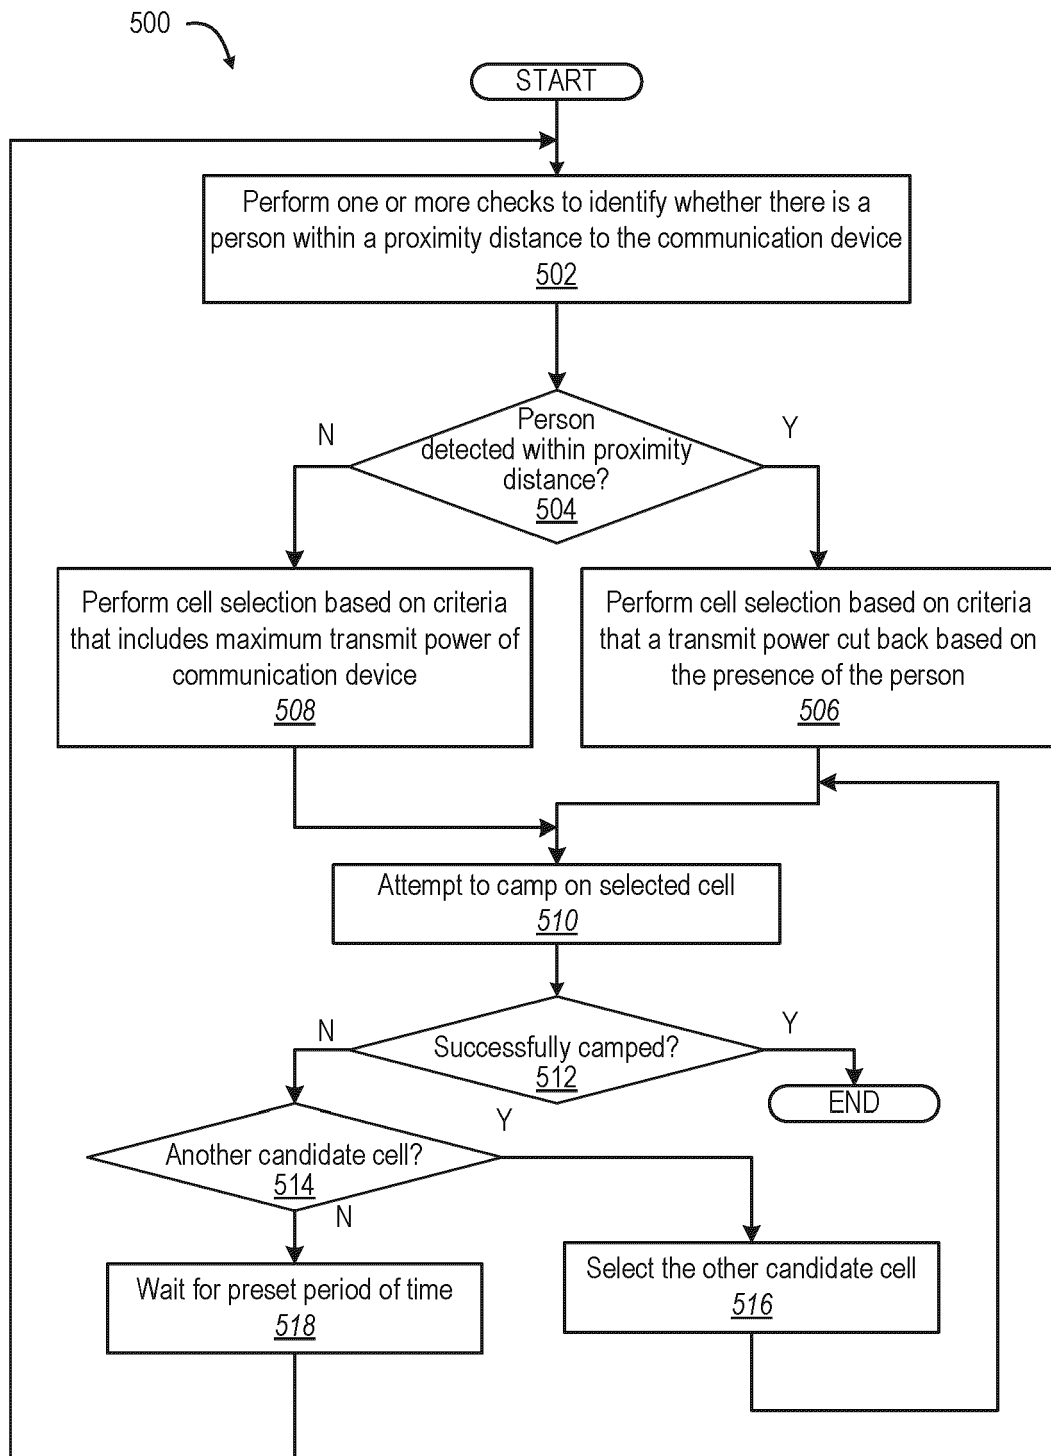 500
START
Perform one or more checks to identify whether there is a
person within a proximity distance to the communication device
502
Person
detected within proximity
distance?
504
N
Y
Perform cell selection based on criteria
that includes maximum transmit power of
communication device
508
Perform cell selection based on criteria
that a transmit power cut back based on
the presence of the person
506
Attempt to camp on selected cell
510
Successfully camped?
512
N
Y
END
Another candidate cell?
514
Y
N
Select the other candidate cell
516
Wait for preset period of time
518